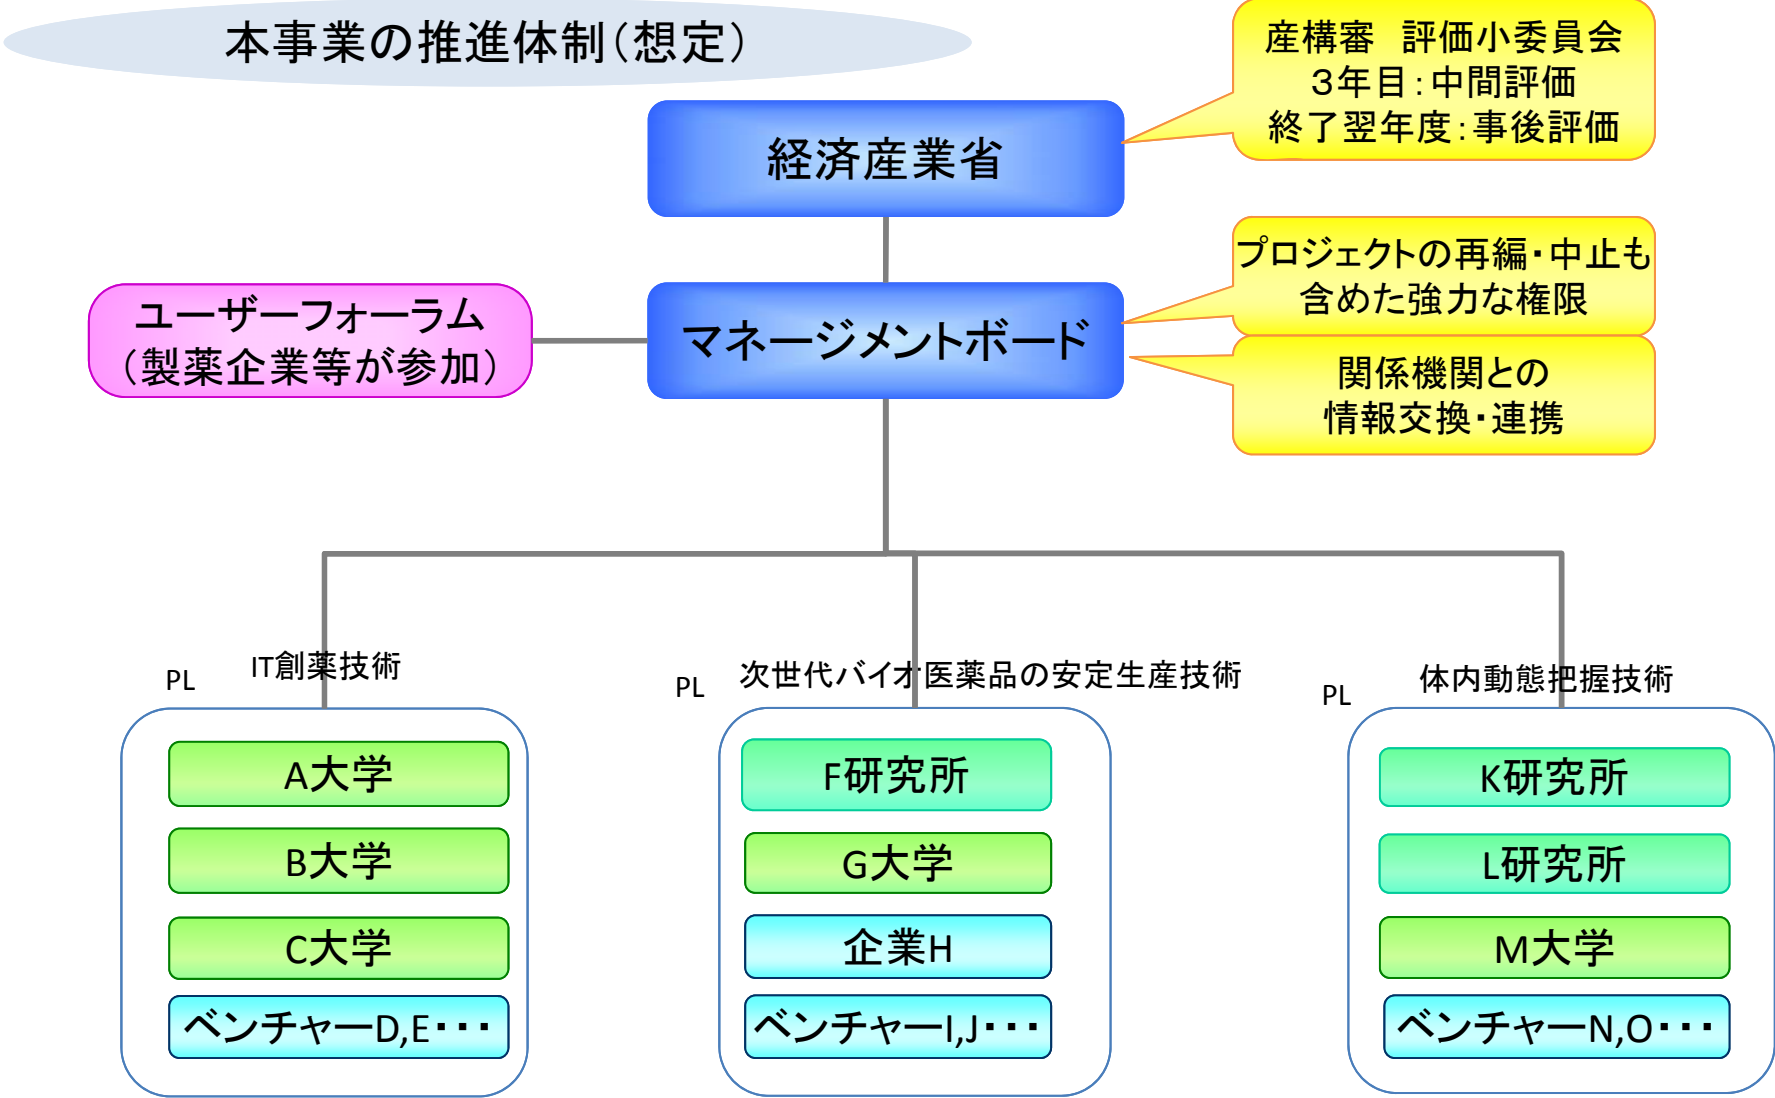 本事業の推進体制（想定）
産構審　評価小委員会
３年目：中間評価
終了翌年度：事後評価
経済産業省
プロジェクトの再編・中止も
含めた強力な権限
ユーザーフォーラム
（製薬企業等が参加）
マネージメントボード
関係機関との
情報交換・連携
PL
IT創薬技術
PL
次世代バイオ医薬品の安定生産技術
PL
体内動態把握技術
A大学
B大学
C大学
ベンチャーD,E・・・
F研究所
G大学
企業H
ベンチャーI,J・・・
K研究所
L研究所
M大学
ベンチャーN,O・・・